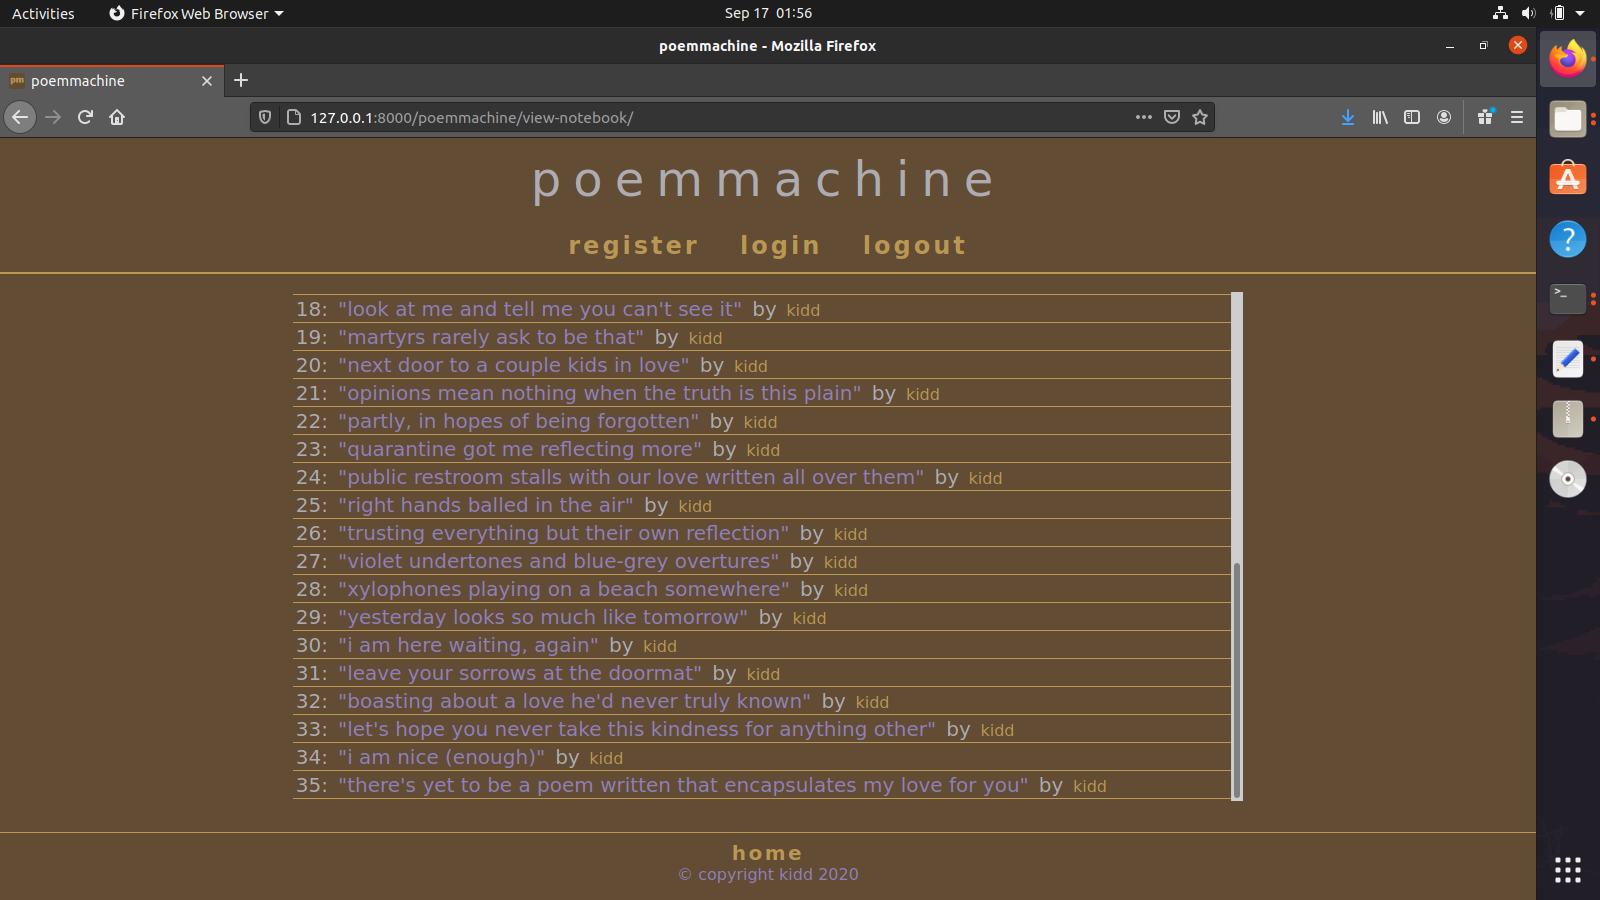 Activities Firefox Web Browser Sep 17 01:56
poemmachine - Mozilla Firefox
pm poemmachine
127.0.0.1:8000/poemmachine/view-notebook/
poemmachine
register login logout
18: "look at me and tell me you can't see it" by kidd
19: "martyrs rarely ask to be that" by kidd
20: "next door to a couple kids in love" by kidd
21: "opinions mean nothing when the truth is this plain" by kidd
22: "partly, in hopes of being forgotten" by kidd
23: "quarantine got me reflecting more" by kidd
24: "public restroom stalls with our love written all over them" by kidd
25: "right hands balled in the air" by kidd
26: "trusting everything but their own reflection" by kidd
27: "violet undertones and blue-grey overtures" by kidd
28: "xylophones playing on a beach somewhere" by kidd
29: "yesterday looks so much like tomorrow" by kidd
30: "i am here waiting, again" by kidd
31: "leave your sorrows at the doormat" by kidd
32: "boasting about a love he'd never truly known" by kidd
33: "let's hope you never take this kindness for anything other" by kidd
34: "i am nice (enough)" by kidd
35: "there's yet to be a poem written that encapsulates my love for you" by kidd
home
© copyright kidd 2020